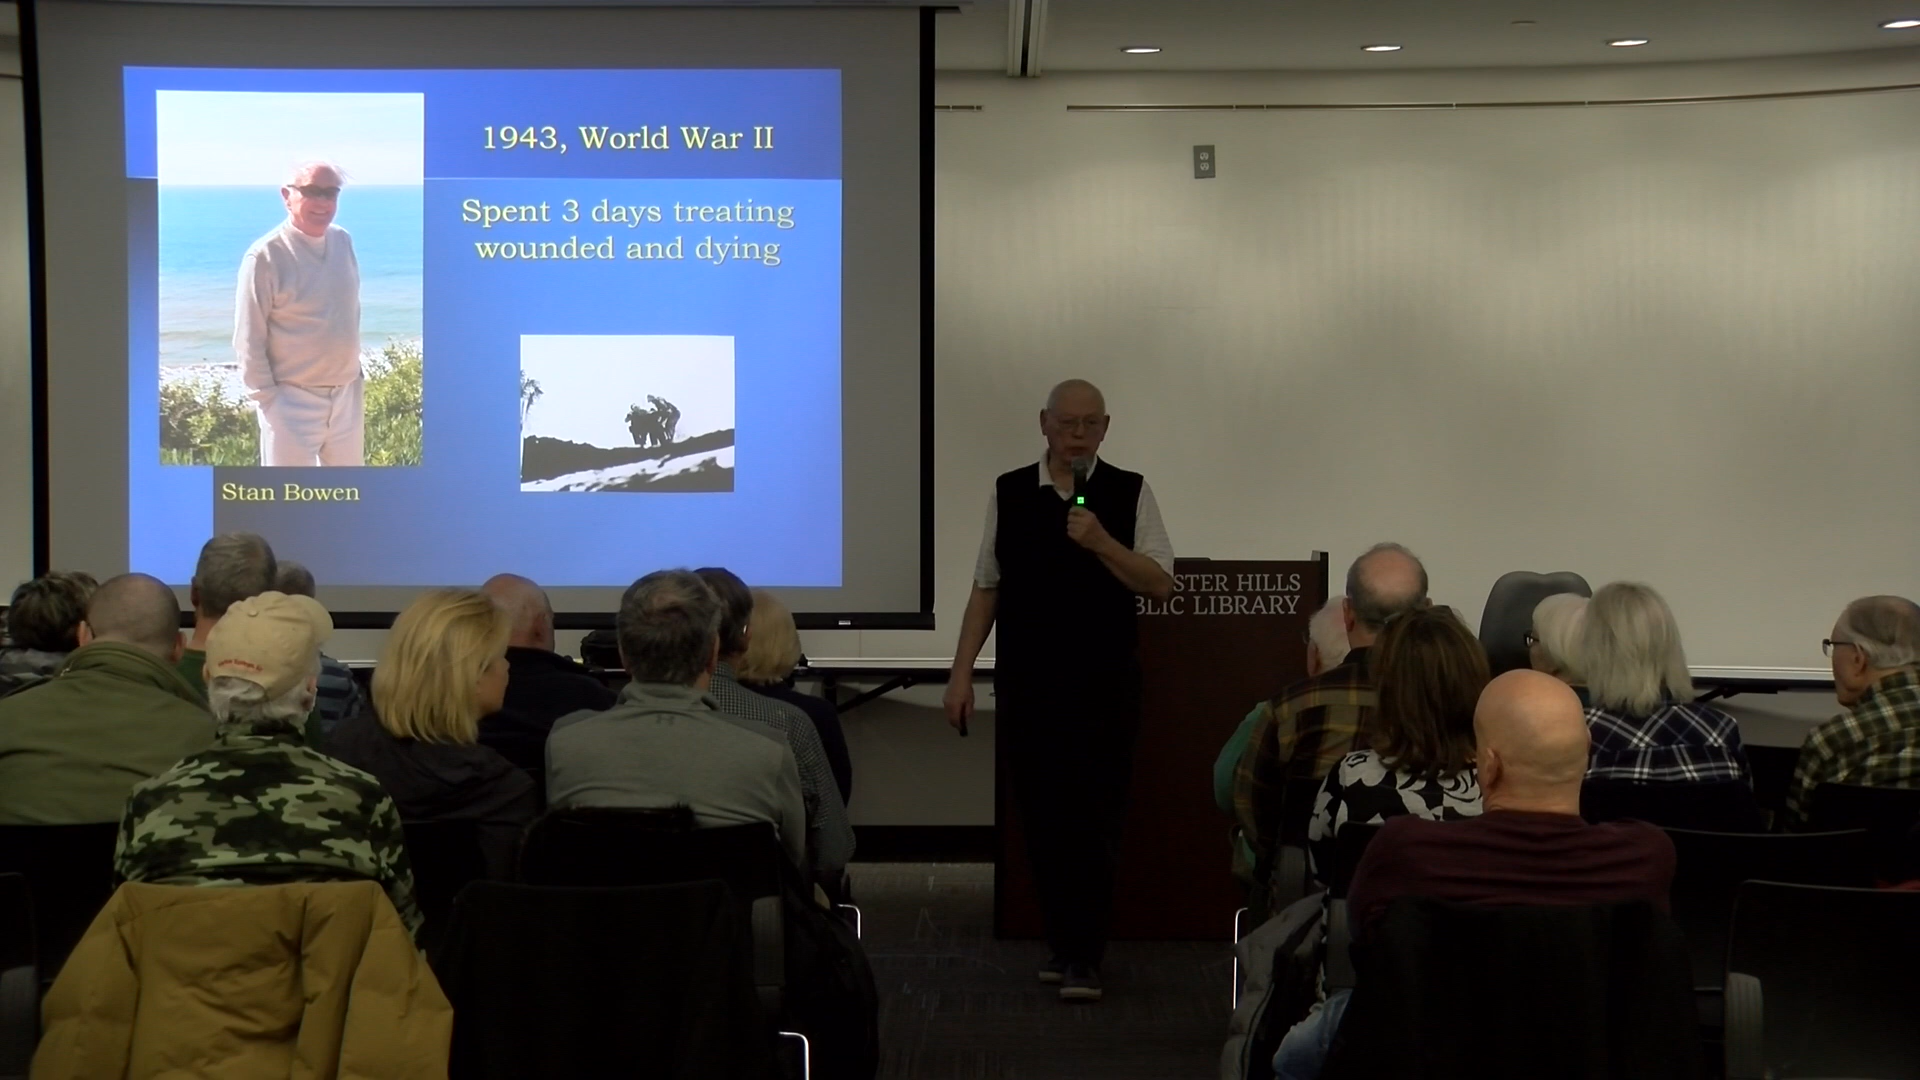 1943, World War II
Spent 3 days treating
wounded and dying
Stan Bowen
STER HILLS
BLIC LIBRARY